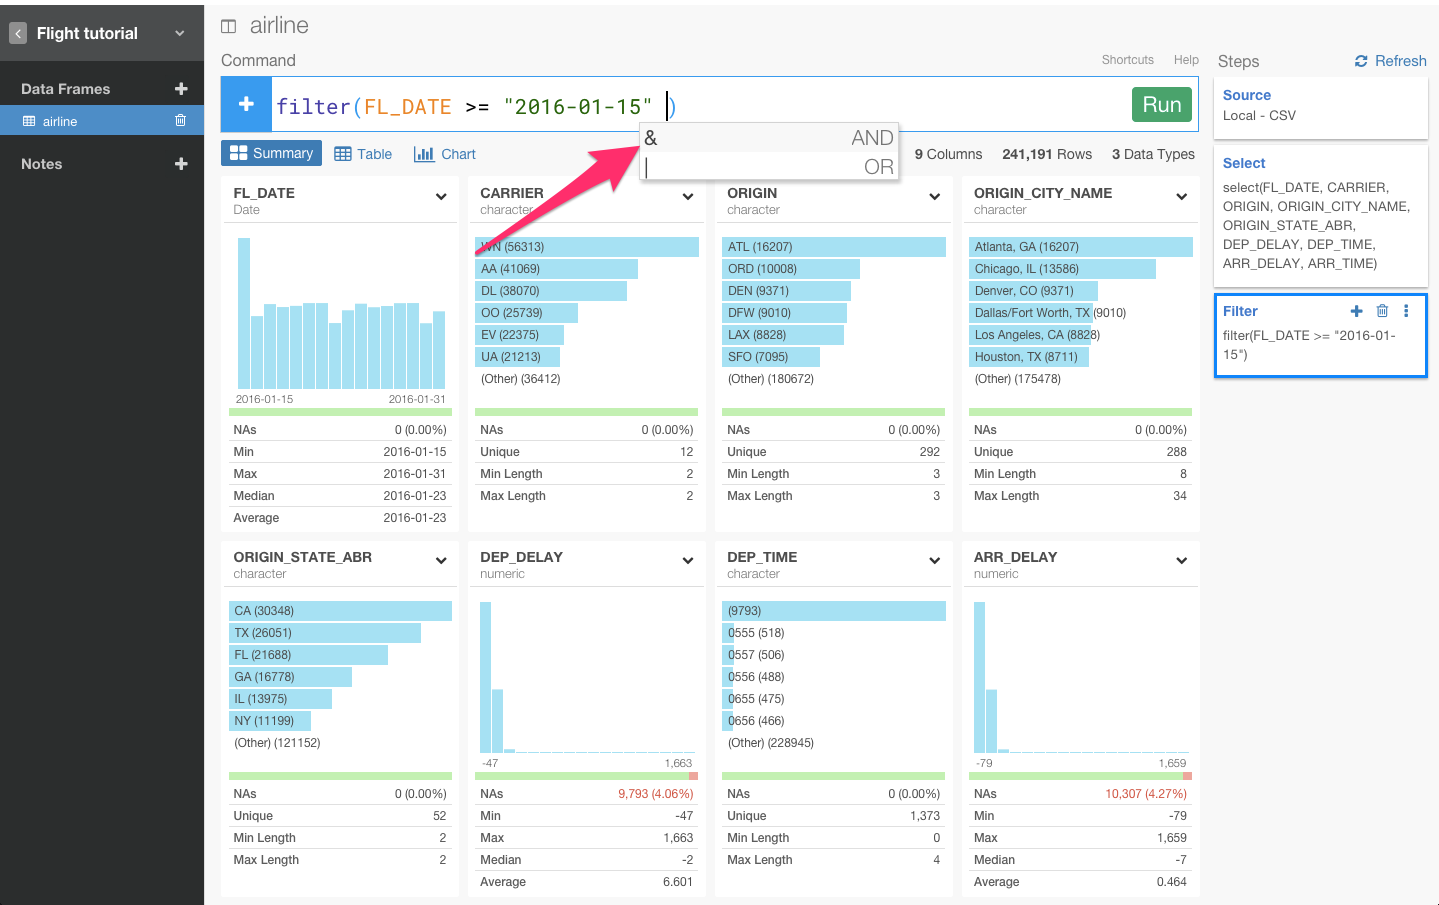 Flight tutorial
Data Frames
airline
Notes
airline
Command
Shortcuts Help
filter(FL_DATE >= "2016-01-15" )
Run
& AND
| OR
Summary Table Chart
9 Columns 241,191 Rows 3 Data Types
FL_DATE
Date
2016-01-15 2016-01-31
NAs 0 (0.00%)
Min 2016-01-15
Max 2016-01-31
Median 2016-01-23
Average 2016-01-23
CARRIER
character
WN (56313)
AA (41069)
DL (38070)
OO (25739)
EV (22375)
UA (21213)
(Other) (36412)
NAs 0 (0.00%)
Unique 12
Min Length 2
Max Length 2
ORIGIN
character
ATL (16207)
ORD (10008)
DEN (9371)
DFW (9010)
LAX (8828)
SFO (7095)
(Other) (180672)
NAs 0 (0.00%)
Unique 292
Min Length 3
Max Length 3
ORIGIN_CITY_NAME
character
Atlanta, GA (16207)
Chicago, IL (13586)
Denver, CO (9371)
Dallas/Fort Worth, TX (9010)
Los Angeles, CA (8828)
Houston, TX (8711)
(Other) (175478)
NAs 0 (0.00%)
Unique 288
Min Length 8
Max Length 34
ORIGIN_STATE_ABR
character
CA (30348)
TX (26051)
FL (21688)
GA (16778)
IL (13975)
NY (11199)
(Other) (121152)
NAs 0 (0.00%)
Unique 52
Min Length 2
Max Length 2
DEP_DELAY
numeric
-47 1,663
NAs 9,793 (4.06%)
Min -47
Max 1,663
Median -2
Average 6.601
DEP_TIME
character
(9793)
0555 (518)
0557 (506)
0556 (488)
0655 (475)
0656 (466)
(Other) (228945)
NAs 0 (0.00%)
Unique 1,373
Min Length 0
Max Length 4
ARR_DELAY
numeric
-79 1,659
NAs 10,307 (4.27%)
Min -79
Max 1,659
Median -7
Average 0.464
Steps Refresh
Source
Local - CSV
Select
select(FL_DATE, CARRIER,
ORIGIN, ORIGIN_CITY_NAME,
ORIGIN_STATE_ABR,
DEP_DELAY, DEP_TIME,
ARR_DELAY, ARR_TIME)
Filter
filter(FL_DATE >= "2016-01-
15")